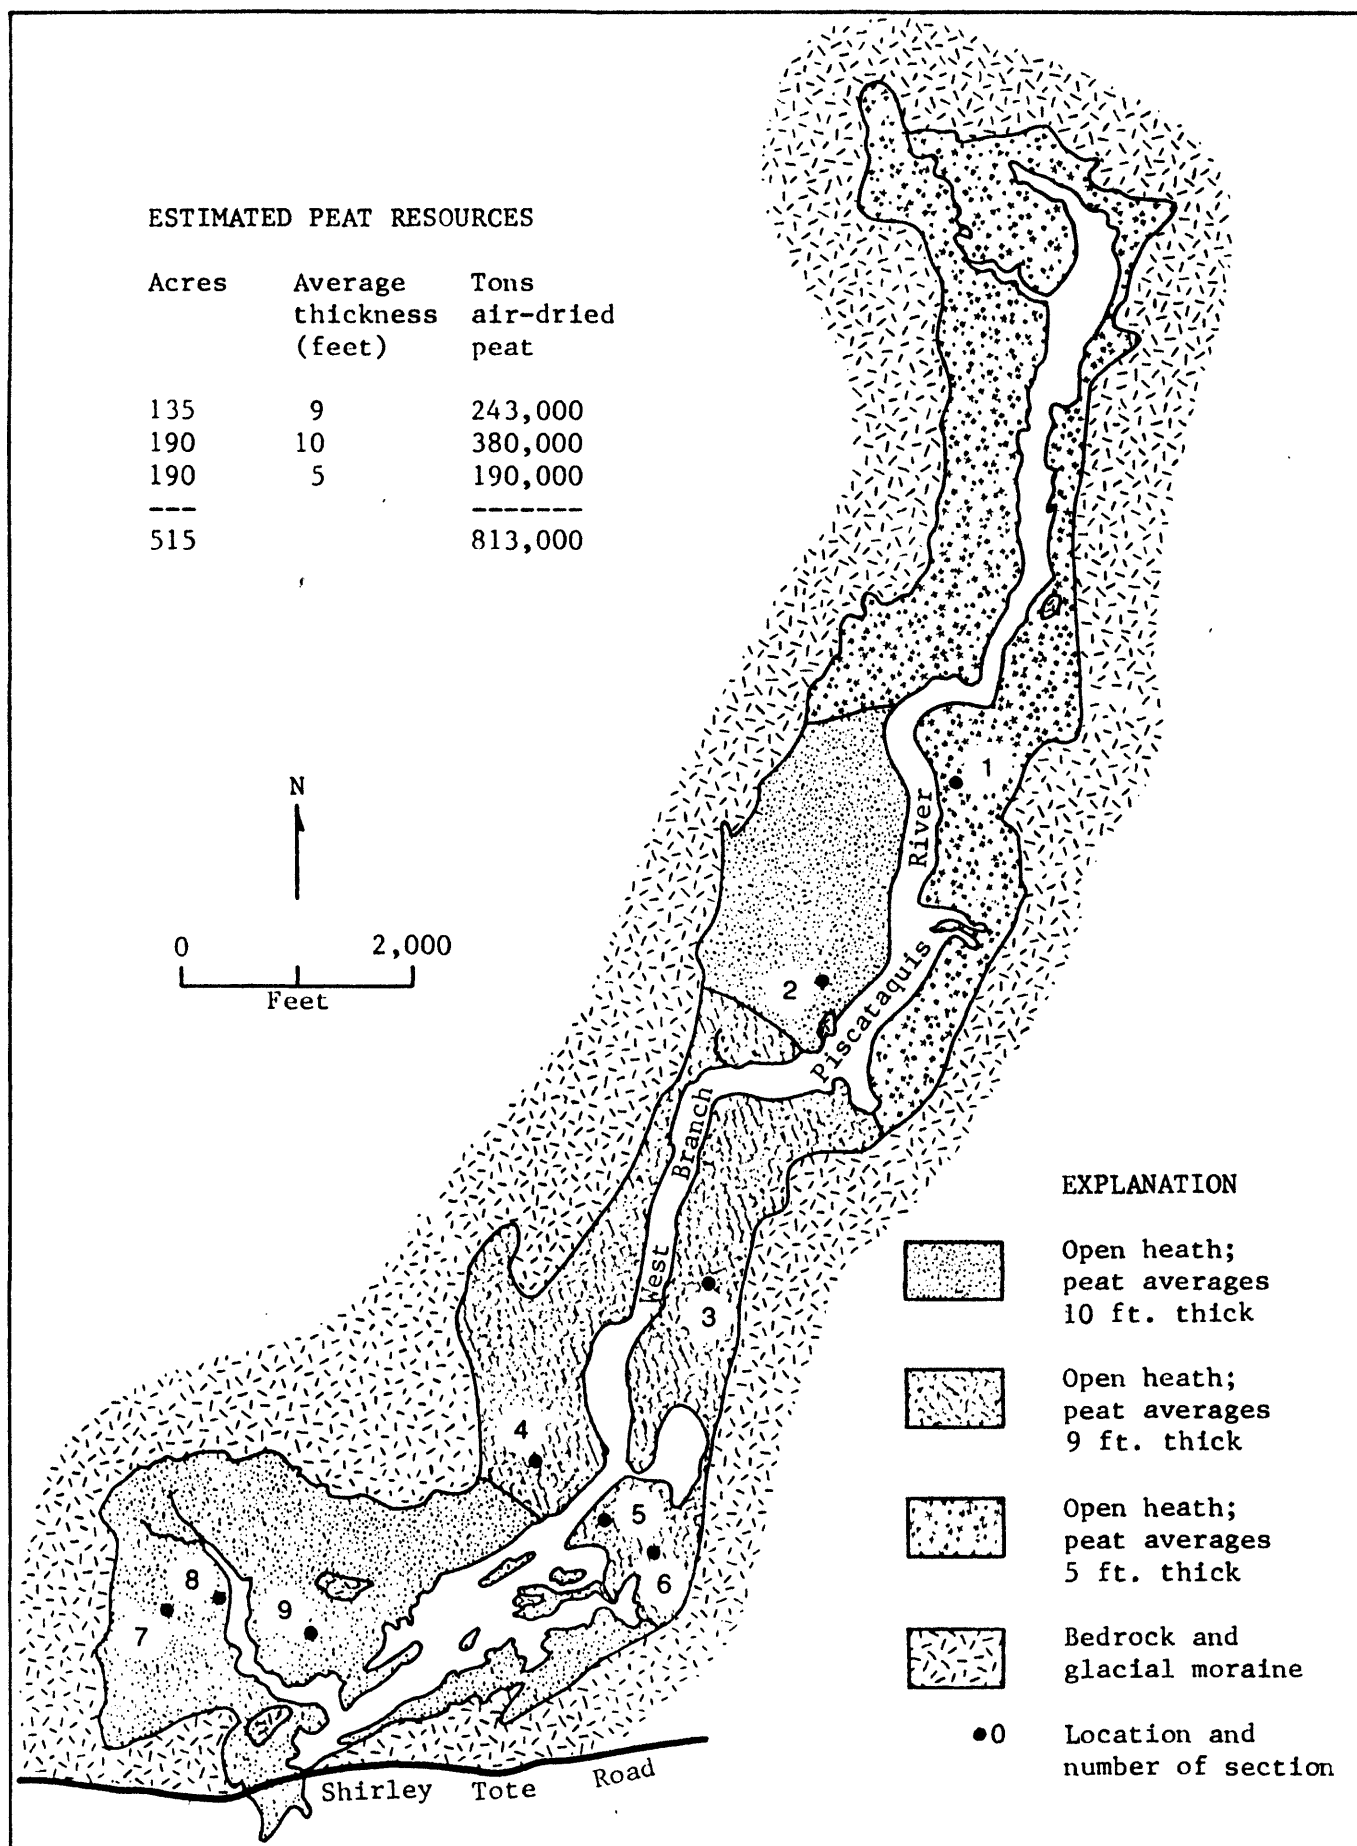 ESTIMATED PEAT RESOURCES
Acres Average Tons
thickness air-dried
(feet) peat
135 9 243,000
190 10 380,000
190 5 190,000
--- -------
515 813,000
N
0 2,000
Feet
1
River
2
Piscataquis
Branch
West
3
4
5
6
8
9
7
Shirley Tote Road
EXPLANATION
Open heath;
peat averages
10 ft. thick
Open heath;
peat averages
9 ft. thick
Open heath;
peat averages
5 ft. thick
Bedrock and
glacial moraine
●0 Location and
number of section